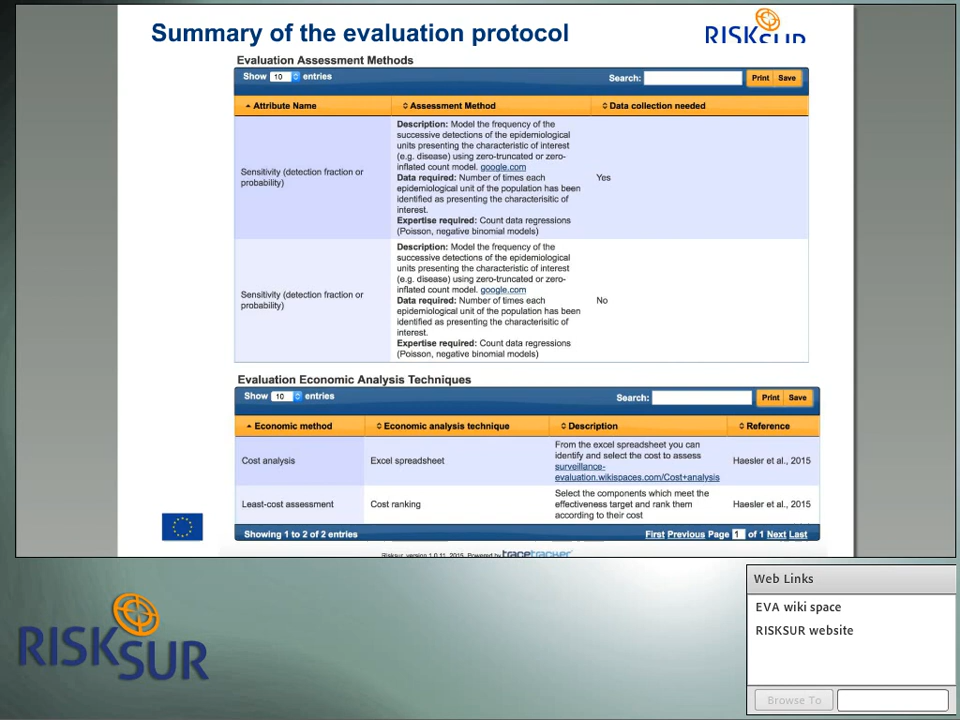 Summary of the evaluation protocol
RISKSUR
Evaluation Assessment Methods
Show 10 entries
Search:
Print Save
Attribute Name
Assessment Method
Data collection needed
Sensitivity (detection fraction or
probability)
Description: Model the frequency of the
successive detections of the epidemiological
units presenting the characteristic of interest
(e.g. disease) using zero-truncated or zero-
inflated count model. google.com
Data required: Number of times each
epidemiological unit of the population has been
identified as presenting the characterisitic of
interest.
Expertise required: Count data regressions
(Poisson, negative binomial models)
Yes
Sensitivity (detection fraction or
probability)
Description: Model the frequency of the
successive detections of the epidemiological
units presenting the characteristic of interest
(e.g. disease) using zero-truncated or zero-
inflated count model. google.com
Data required: Number of times each
epidemiological unit of the population has been
identified as presenting the characterisitic of
interest.
Expertise required: Count data regressions
(Poisson, negative binomial models)
No
Evaluation Economic Analysis Techniques
Show 10 entries
Search:
Print Save
Economic method
Economic analysis technique
Description
Reference
Cost analysis
Excel spreadsheet
From the excel spreadsheet you can
identify and select the cost to assess
surveillance-
evaluation.wikispaces.com/Cost+analysis
Haesler et al., 2015
Least-cost assessment
Cost ranking
Select the components which meet the
effectiveness target and rank them
according to their cost
Haesler et al., 2015
Showing 1 to 2 of 2 entries
First Previous Page 1 of 1 Next Last
Risksur, version 1.0.11, 2015. Powered by tracetracker
RISKSUR
Web Links
EVA wiki space
RISKSUR website
Browse To